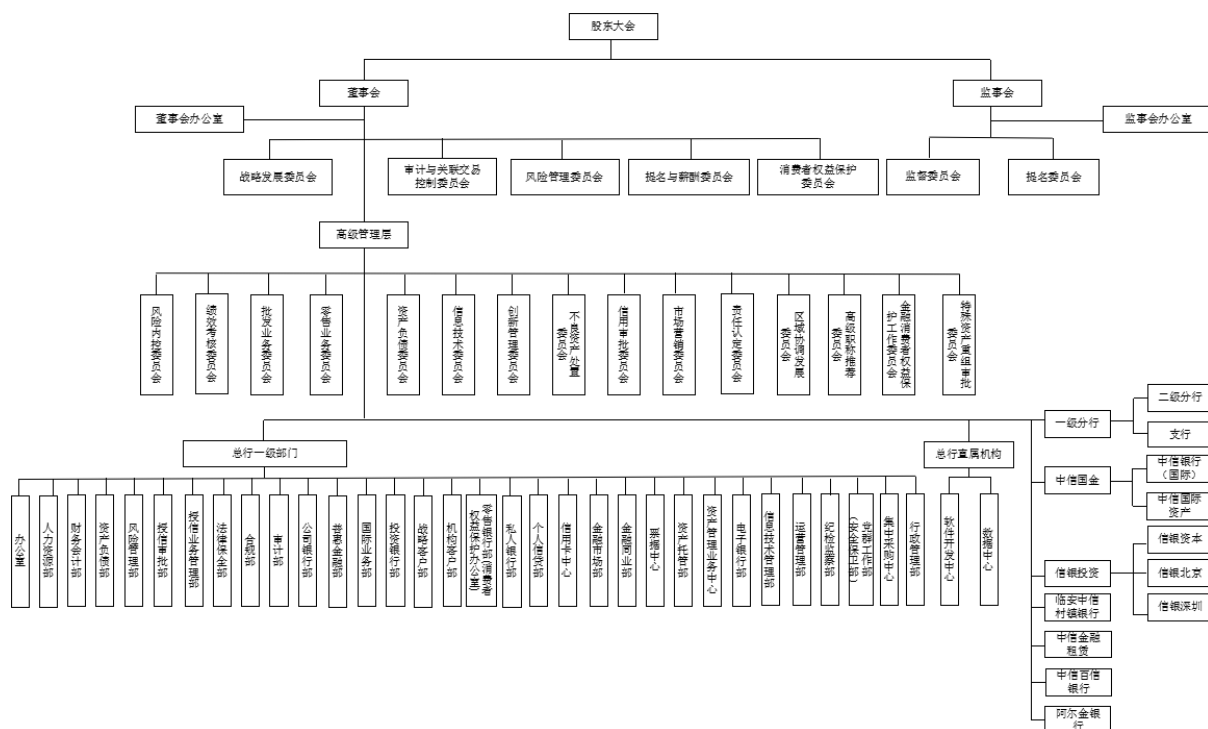 股东大会
董事会
监事会
董事会办公室
监事会办公室
战略发展委员会
审计与关联交易
控制委员会
风险管理委员会
提名与薪酬委员会
消费者权益保护
委员会
监督委员会
提名委员会
高级管理层
风险内控委员会
绩效考核委员会
批发业务委员会
零售业务委员会
资产负债委员会
信息技术委员会
创新管理委员会
不良资产处置
委员会
信用审批委员会
市场营销委员会
责任认定委员会
区域协调发展
委员会
高级职称推荐
委员会
金融消费者权益保
护工作委员会
特殊资产重组审批
委员会
一级分行
二级分行
支行
总行一级部门
总行直属机构
中信国金
中信银行
（国际）
中信国际
资产
办公室
人力资源部
财务会计部
资产负债部
风险管理部
授信审批部
授信业务管理部
法律保全部
合规部
审计部
公司银行部
普惠金融部
国际业务部
投资银行部
战略客户部
机构客户部
零售银行部（消费者
权益保护办公室）
私人银行部
个人信贷部
信用卡中心
金融市场部
金融同业部
票据中心
资产托管部
资产管理业务中心
电子银行部
信息技术管理部
运营管理部
纪检监察部
党群工作部
（安全保卫部）
集中采购中心
行政管理部
软件开发中心
数据中心
信银投资
信银资本
信银北京
信银深圳
临安中信
村镇银行
中信金融
租赁
中信百信
银行
阿尔金银
行